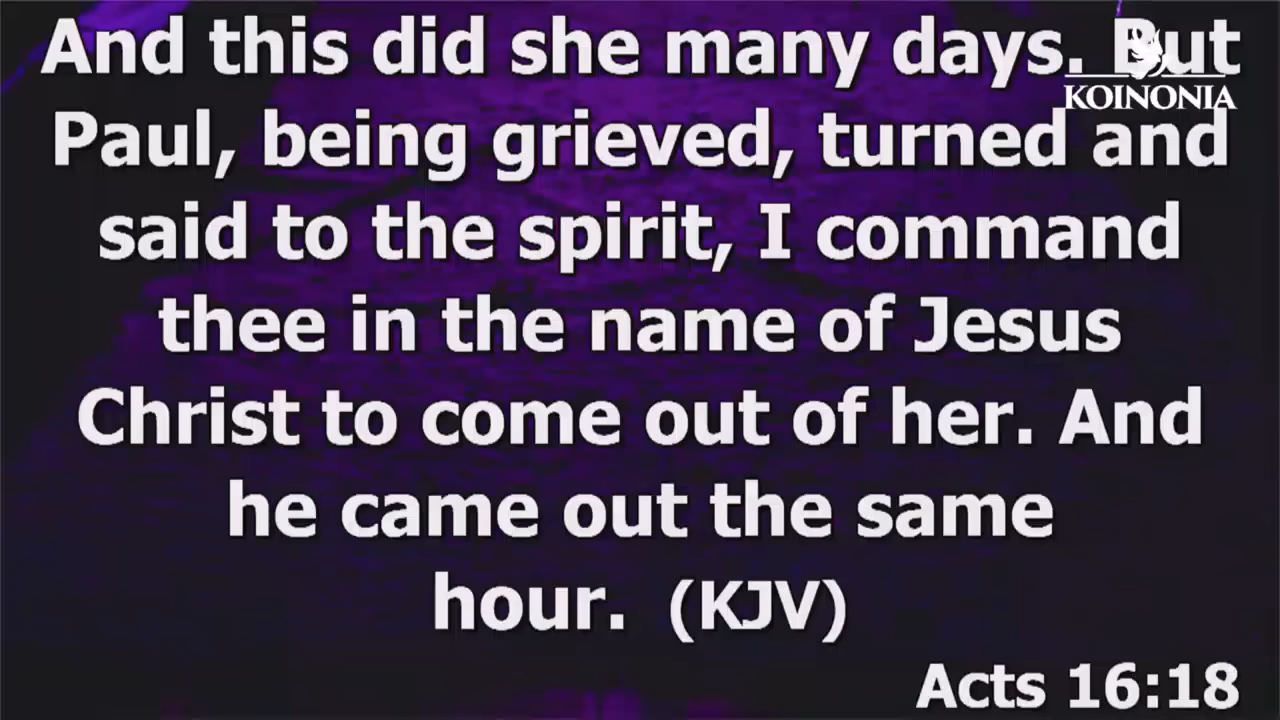 And this did she many days. But
KOINONIA
Paul, being grieved, turned and
said to the spirit, I command
thee in the name of Jesus
Christ to come out of her. And
he came out the same
hour. (KJV)
Acts 16:18